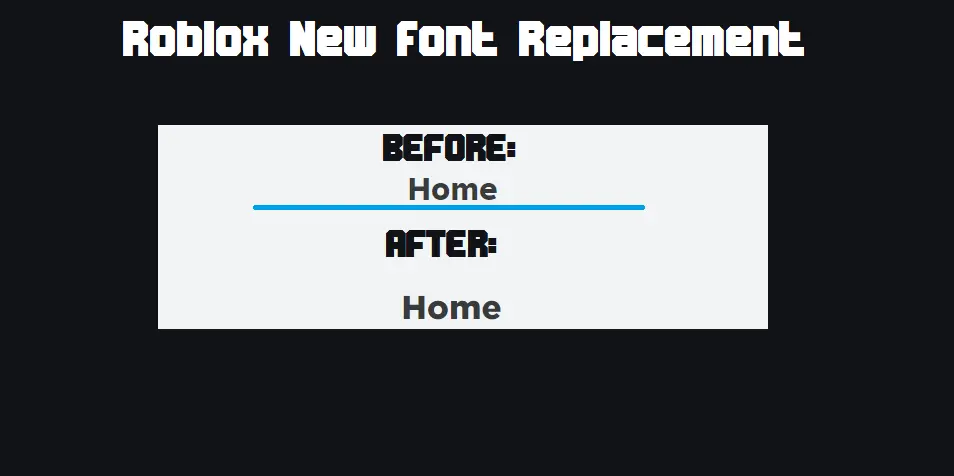 Roblox New Font Replacement
BEFORE:
Home
AFTER:
Home